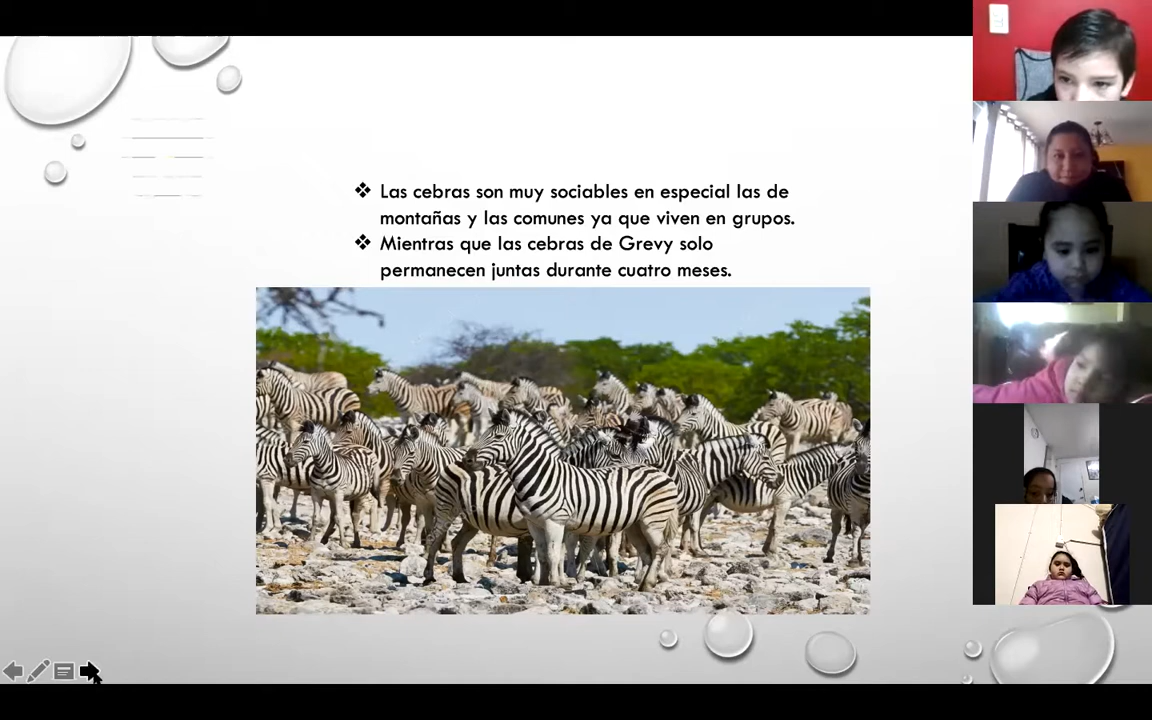 ❖ Las cebras son muy sociables en especial las de
montañas y las comunes ya que viven en grupos.
❖ Mientras que las cebras de Grevy solo
permanecen juntas durante cuatro meses.